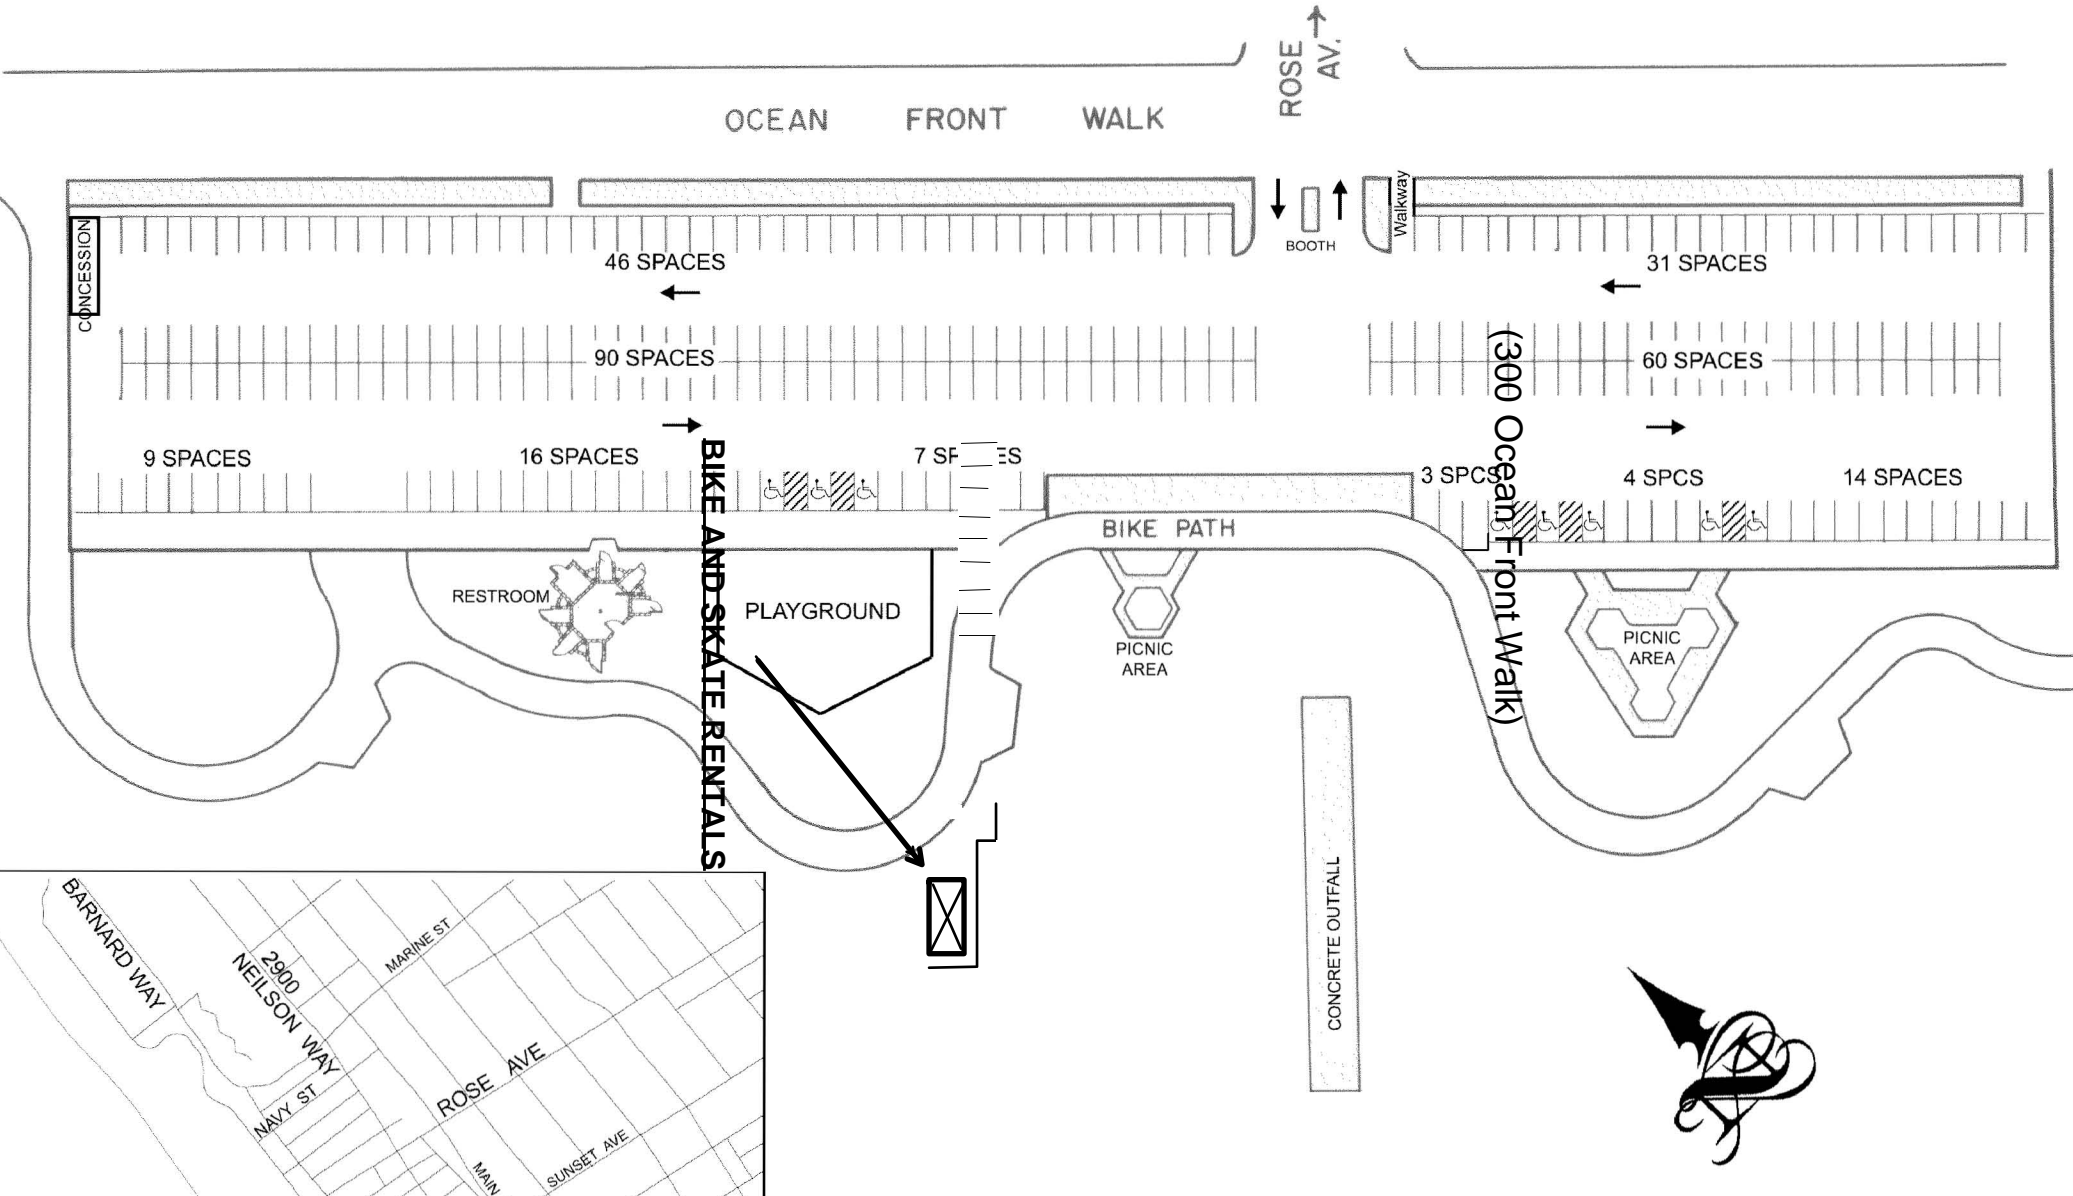 ROSE
AV.
OCEAN FRONT WALK
Walkway
BOOTH
CONCESSION
46 SPACES
31 SPACES
90 SPACES
60 SPACES
(300 Ocean Front Walk)
9 SPACES
16 SPACES
7 SP ES
3 SPCS
4 SPCS
14 SPACES
BIKE AND SKATE RENTALS
BIKE PATH
RESTROOM
PLAYGROUND
PICNIC
AREA
PICNIC
AREA
CONCRETE OUTFALL
BARNARD WAY
2900
NEILSON WAY
MARINE ST
NAVY ST
ROSE AVE
MAIN
SUNSET AVE